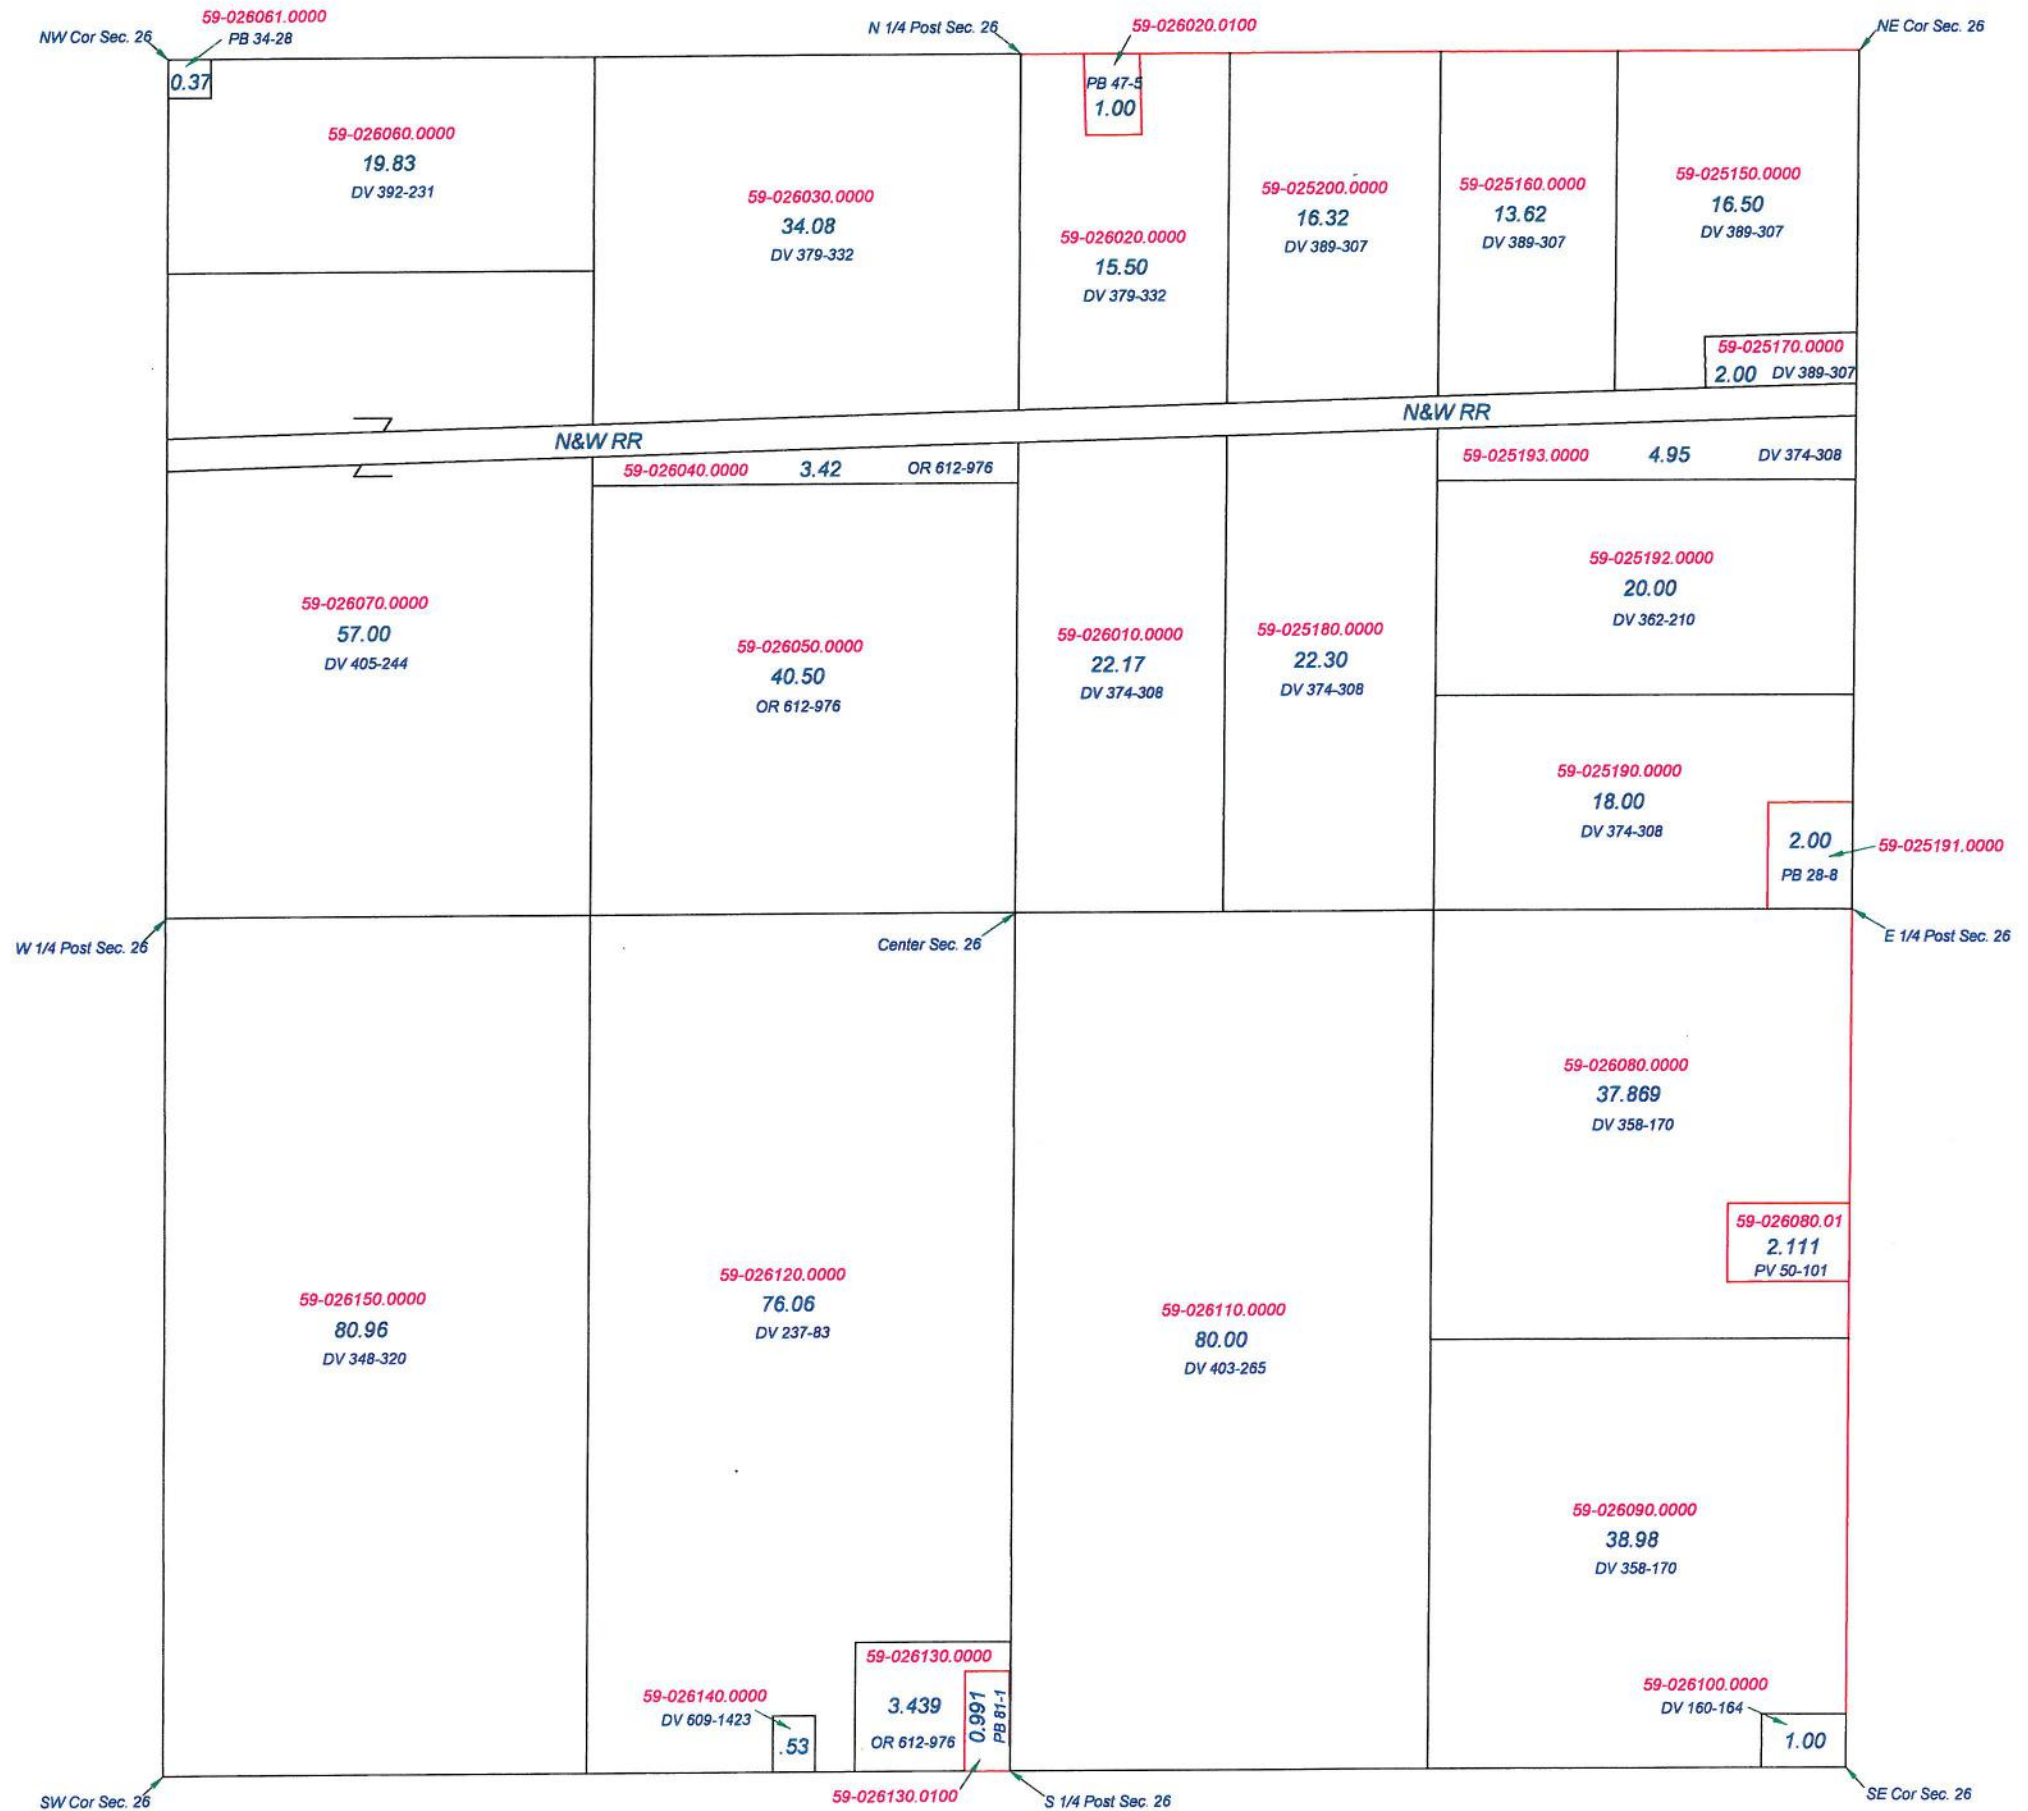 59-026061.0000
PB 34-28
NW Cor Sec. 26
N 1/4 Post Sec. 26
59-026020.0100
NE Cor Sec. 26
0.37
PB 47-5
1.00
59-026060.0000
19.83
DV 392-231
59-026030.0000
34.08
DV 379-332
59-026020.0000
15.50
DV 379-332
59-025200.0000
16.32
DV 389-307
59-025160.0000
13.62
DV 389-307
59-025150.0000
16.50
DV 389-307
59-025170.0000
2.00 DV 389-307
N&W RR
N&W RR
59-026040.0000 3.42 OR 612-976
59-025193.0000 4.95 DV 374-308
59-026070.0000
57.00
DV 405-244
59-026050.0000
40.50
OR 612-976
59-026010.0000
22.17
DV 374-308
59-025180.0000
22.30
DV 374-308
59-025192.0000
20.00
DV 362-210
59-025190.0000
18.00
DV 374-308
2.00
PB 28-8
59-025191.0000
W 1/4 Post Sec. 26
Center Sec. 26
E 1/4 Post Sec. 26
59-026080.0000
37.869
DV 358-170
59-026080.01
2.111
PV 50-101
59-026150.0000
80.96
DV 348-320
59-026120.0000
76.06
DV 237-83
59-026110.0000
80.00
DV 403-265
59-026090.0000
38.98
DV 358-170
59-026130.0000
3.439
OR 612-976
0.991
PB 81-1
59-026140.0000
DV 609-1423
.53
59-026100.0000
DV 160-164
1.00
SW Cor Sec. 26
59-026130.0100
S 1/4 Post Sec. 26
SE Cor Sec. 26